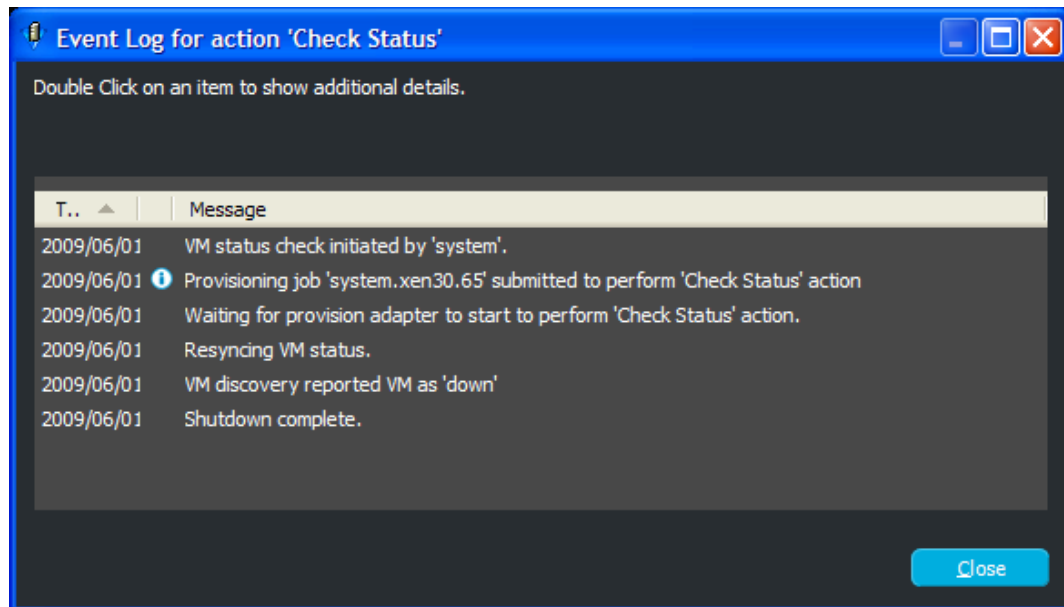 Event Log for action 'Check Status'
Double Click on an item to show additional details.
T.. Message
2009/06/01 VM status check initiated by 'system'.
2009/06/01 Provisioning job 'system.xen30.65' submitted to perform 'Check Status' action
2009/06/01 Waiting for provision adapter to start to perform 'Check Status' action.
2009/06/01 Resyncing VM status.
2009/06/01 VM discovery reported VM as 'down'
2009/06/01 Shutdown complete.
Close